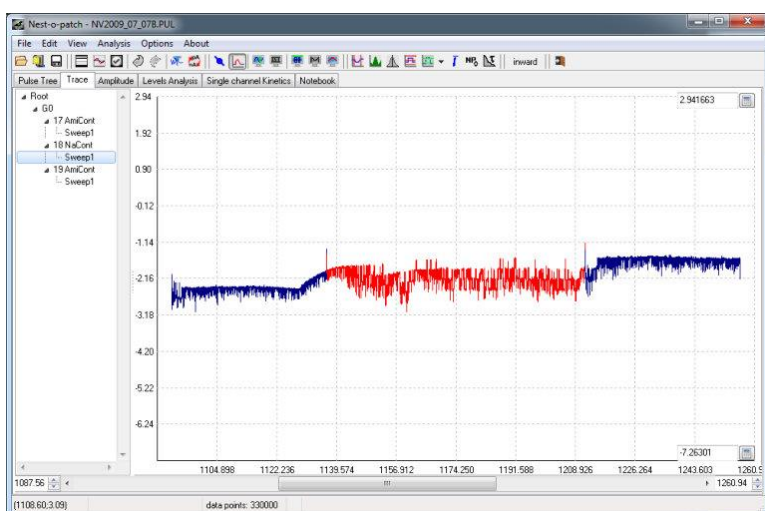 Nest-o-patch - NV2009_07_07B.PUL
File Edit View Analysis Options About
NPo inward
Pulse Tree Trace Amplitude Levels Analysis Single channel Kinetics Notebook
Root
G0
17 AmiCont
Sweep1
18 NaCont
Sweep1
19 AmiCont
Sweep1
2.94
1.92
0.90
-0.12
-1.14
-2.16
-3.18
-4.20
-5.22
-6.24
2.941663
-7.26301
1104.898 1122.236 1139.574 1156.912 1174.250 1191.588 1208.926 1226.264 1243.603 1260.9
1087.56 1260.94
(1108.60;3.09) data points: 330000